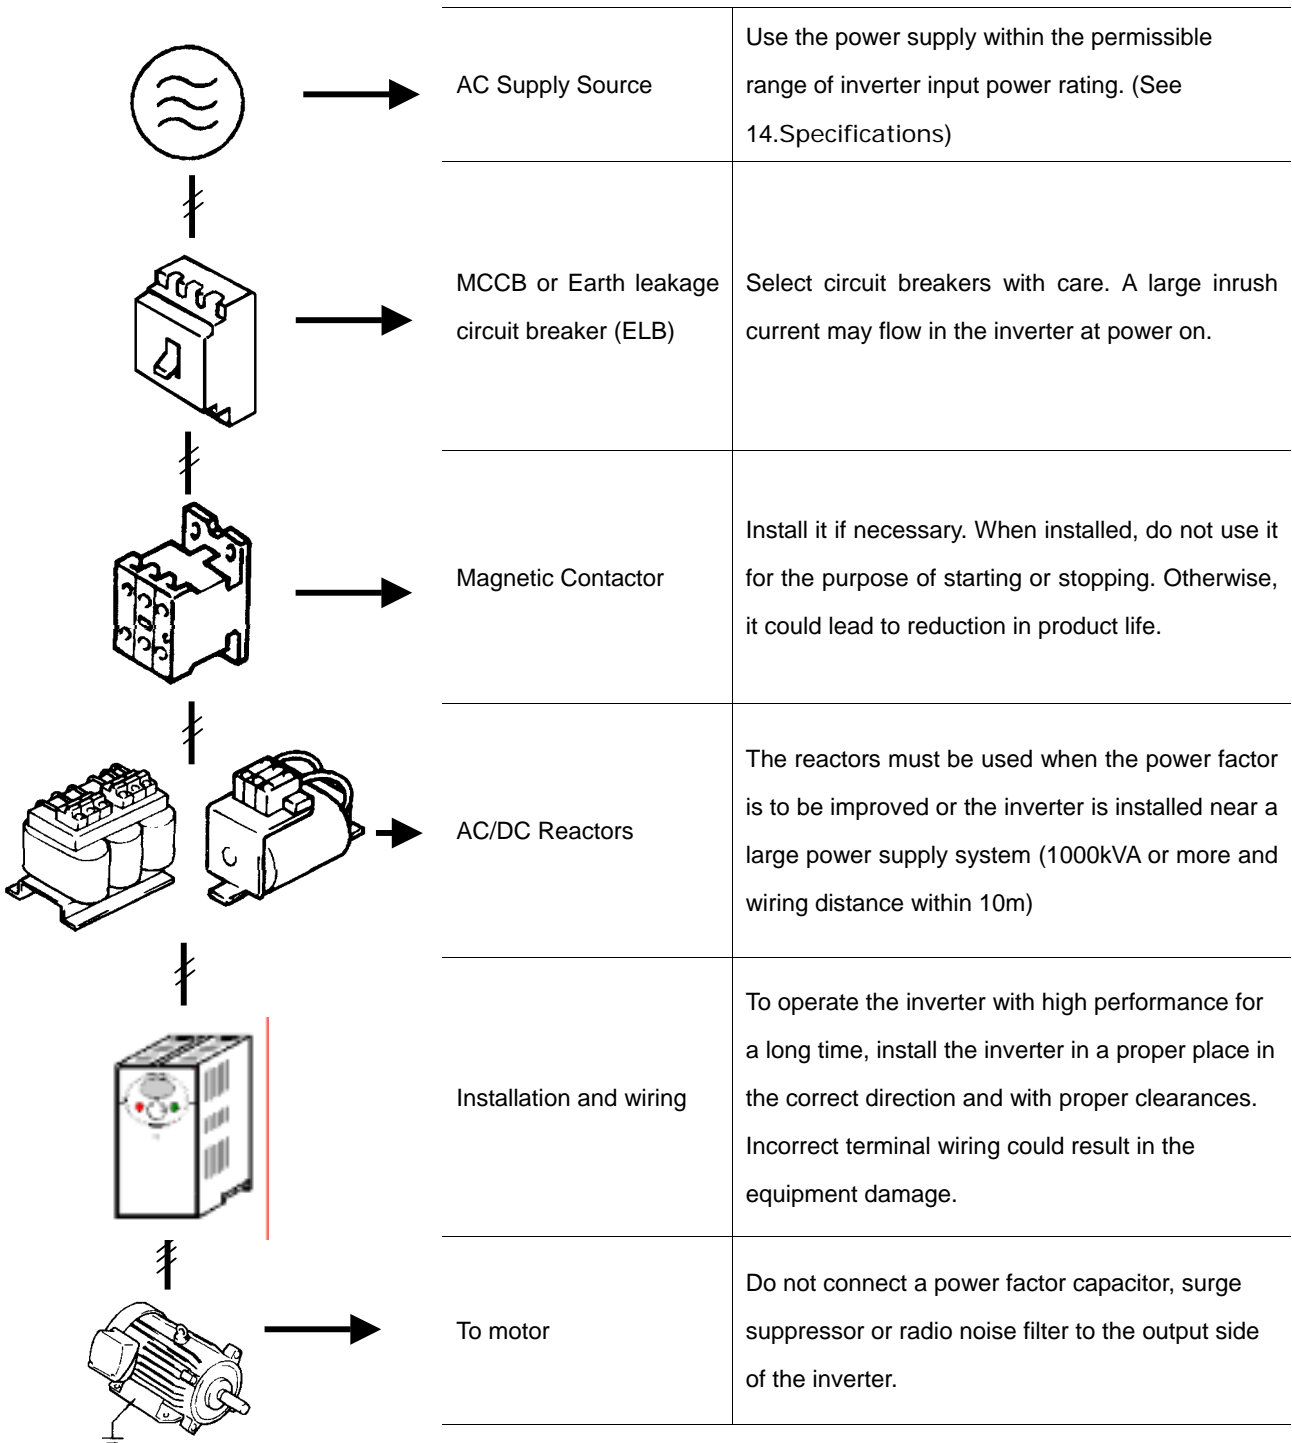 AC Supply Source
Use the power supply within the permissible
range of inverter input power rating. (See
14.Specifications)
MCCB or Earth leakage
circuit breaker (ELB)
Select circuit breakers with care. A large inrush
current may flow in the inverter at power on.
Magnetic Contactor
Install it if necessary. When installed, do not use it
for the purpose of starting or stopping. Otherwise,
it could lead to reduction in product life.
AC/DC Reactors
The reactors must be used when the power factor
is to be improved or the inverter is installed near a
large power supply system (1000kVA or more and
wiring distance within 10m)
Installation and wiring
To operate the inverter with high performance for
a long time, install the inverter in a proper place in
the correct direction and with proper clearances.
Incorrect terminal wiring could result in the
equipment damage.
To motor
Do not connect a power factor capacitor, surge
suppressor or radio noise filter to the output side
of the inverter.